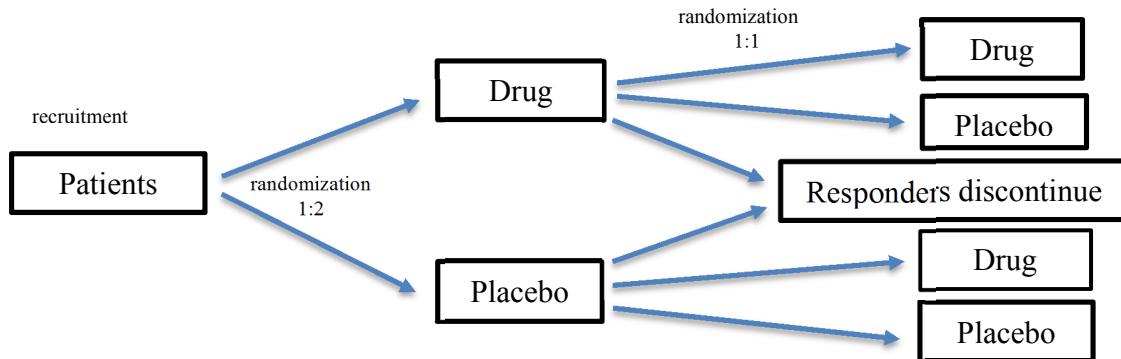 randomization
1:1
Drug
Drug
recruitment
Placebo
Patients
randomization
1:2
Responders discontinue
Placebo
Drug
Placebo